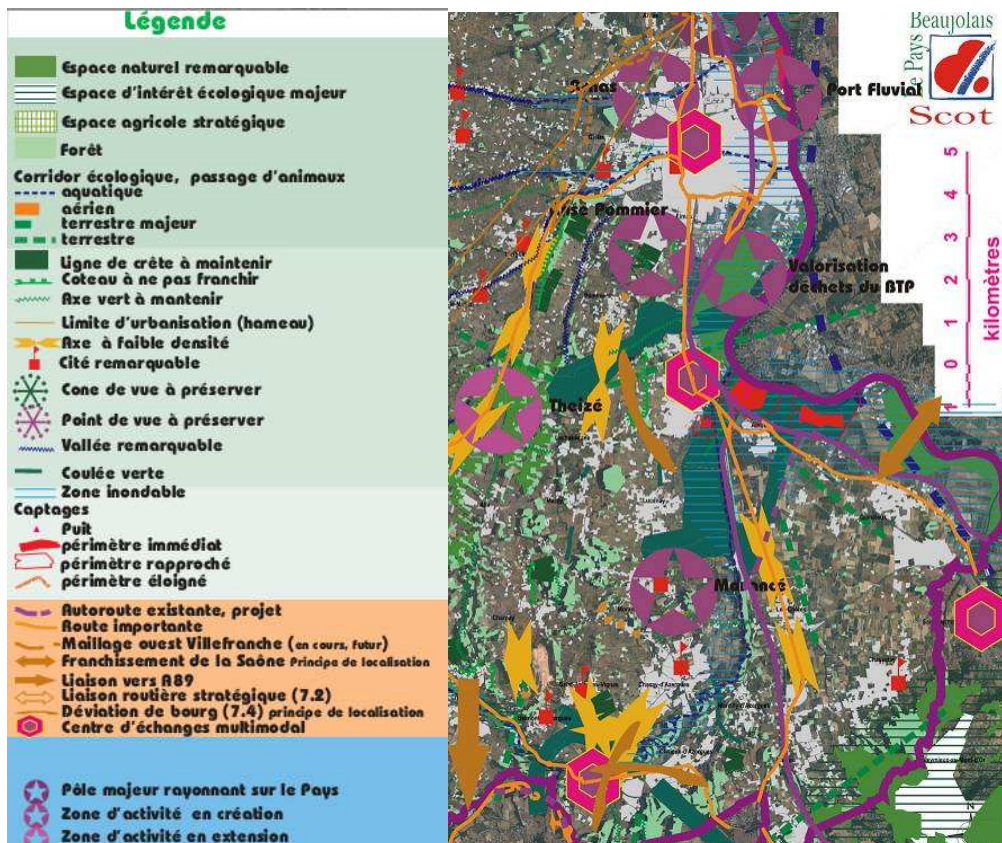 Légende
Espace naturel remarquable
Espace d'intérêt écologique majeur
Espace agricole stratégique
Forêt
Corridor écologique, passage d'animaux
aquatique
aérien
terrestre majeur
terrestre
Ligne de crête à maintenir
Coteau à ne pas franchir
Axe vert à mantenir
Limite d'urbanisation (hameau)
Axe à faible densité
Cité remarquable
Cone de vue à préserver
Point de vue à préserver
Vallée remarquable
Coulée verte
Zone inondable
Captages
Puit
périmètre immédiat
périmètre rapproché
périmètre éloigné
Autoroute existante, projet
Route importante
Maillage ouest Villefranche (en cours, futur)
Franchissement de la Saône Principe de localisation
Liaison vers A89
Liaison routière stratégique (7.2)
Déviation de bourg (7.4) principe de localisation
Centre d'échanges multimodal
Pôle majeur rayonnant sur le Pays
Zone d'activité en création
Zone d'activité en extension
Pays Beaujolais
Scot
Port Fluvial
Pommier
Valorisation
déchets du BTP
Theizé
5
4
3
2
1
0
1
kilomètres
Charnay
Chazay-d'Azergues